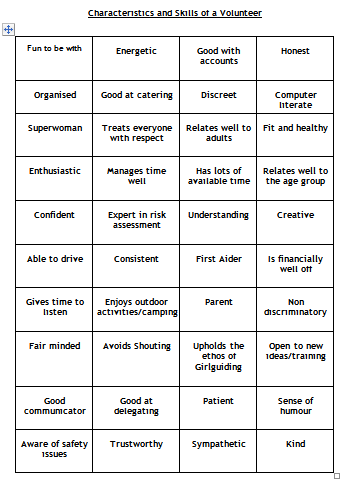 Characteristics and Skills of a Volunteer
Fun to be with
Energetic
Good with
accounts
Honest
Organised
Good at catering
Discreet
Computer
literate
Superwoman
Treats everyone
with respect
Relates well to
adults
Fit and healthy
Enthusiastic
Manages time
well
Has lots of
available time
Relates well to
the age group
Confident
Expert in risk
assessment
Understanding
Creative
Able to drive
Consistent
First Aider
Is financially
well off
Gives time to
listen
Enjoys outdoor
activities/camping
Parent
Non
discriminatory
Fair minded
Avoids Shouting
Upholds the
ethos of
Girlguiding
Open to new
ideas/training
Good
communicator
Good at
delegating
Patient
Sense of
humour
Aware of safety
issues
Trustworthy
Sympathetic
Kind